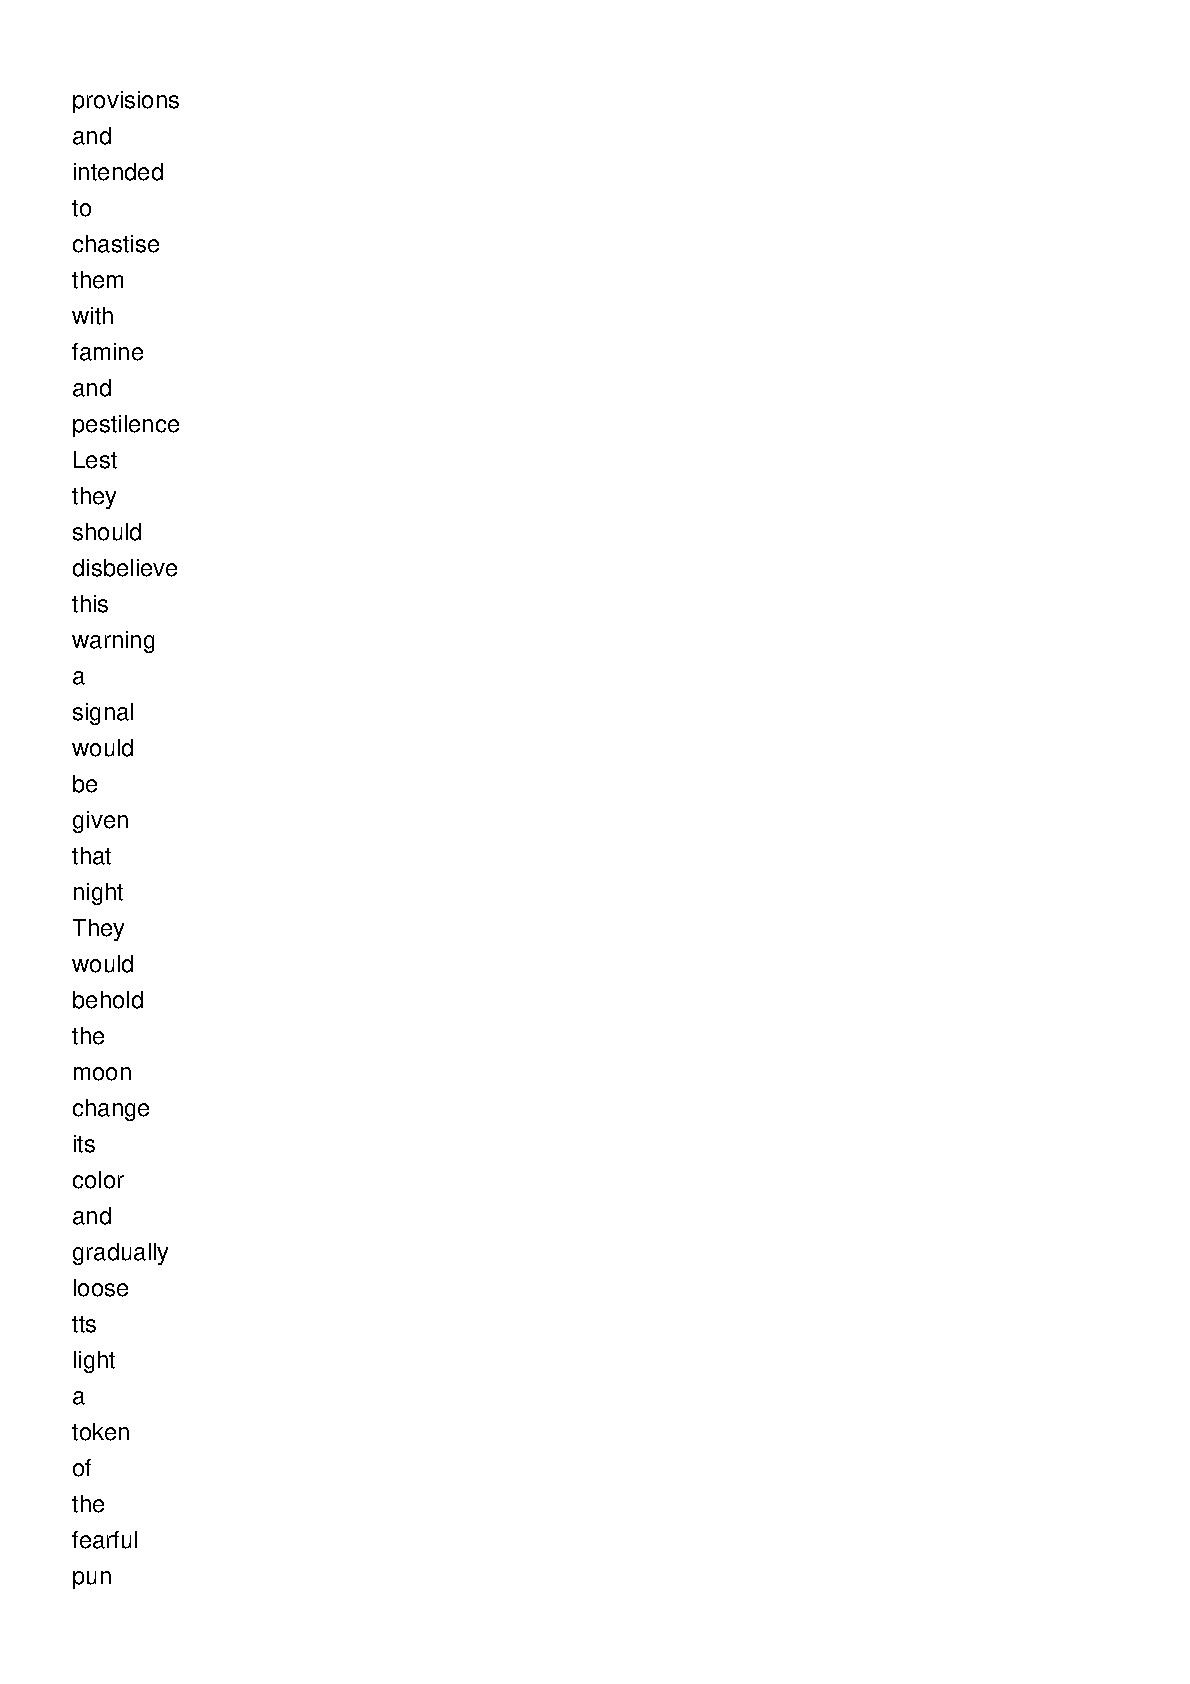 provisions
and
intended
to
chastise
them
with
famine
and
pestilence
Lest
they
should
disbelieve
this
warning
a
signal
would
be
given
that
night
They
would
behold
the
moon
change
its
color
and
gradually
loose
tts
light
a
token
of
the
fearful
pun